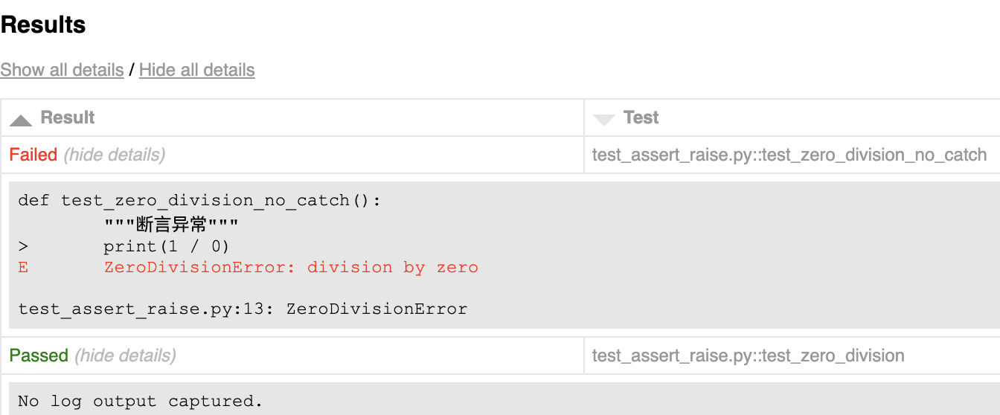 Results
Show all details / Hide all details
Result Test
Failed (hide details) test_assert_raise.py::test_zero_division_no_catch
def test_zero_division_no_catch():
        """断言异常"""
>       print(1 / 0)
E       ZeroDivisionError: division by zero
test_assert_raise.py:13: ZeroDivisionError
Passed (hide details) test_assert_raise.py::test_zero_division
No log output captured.